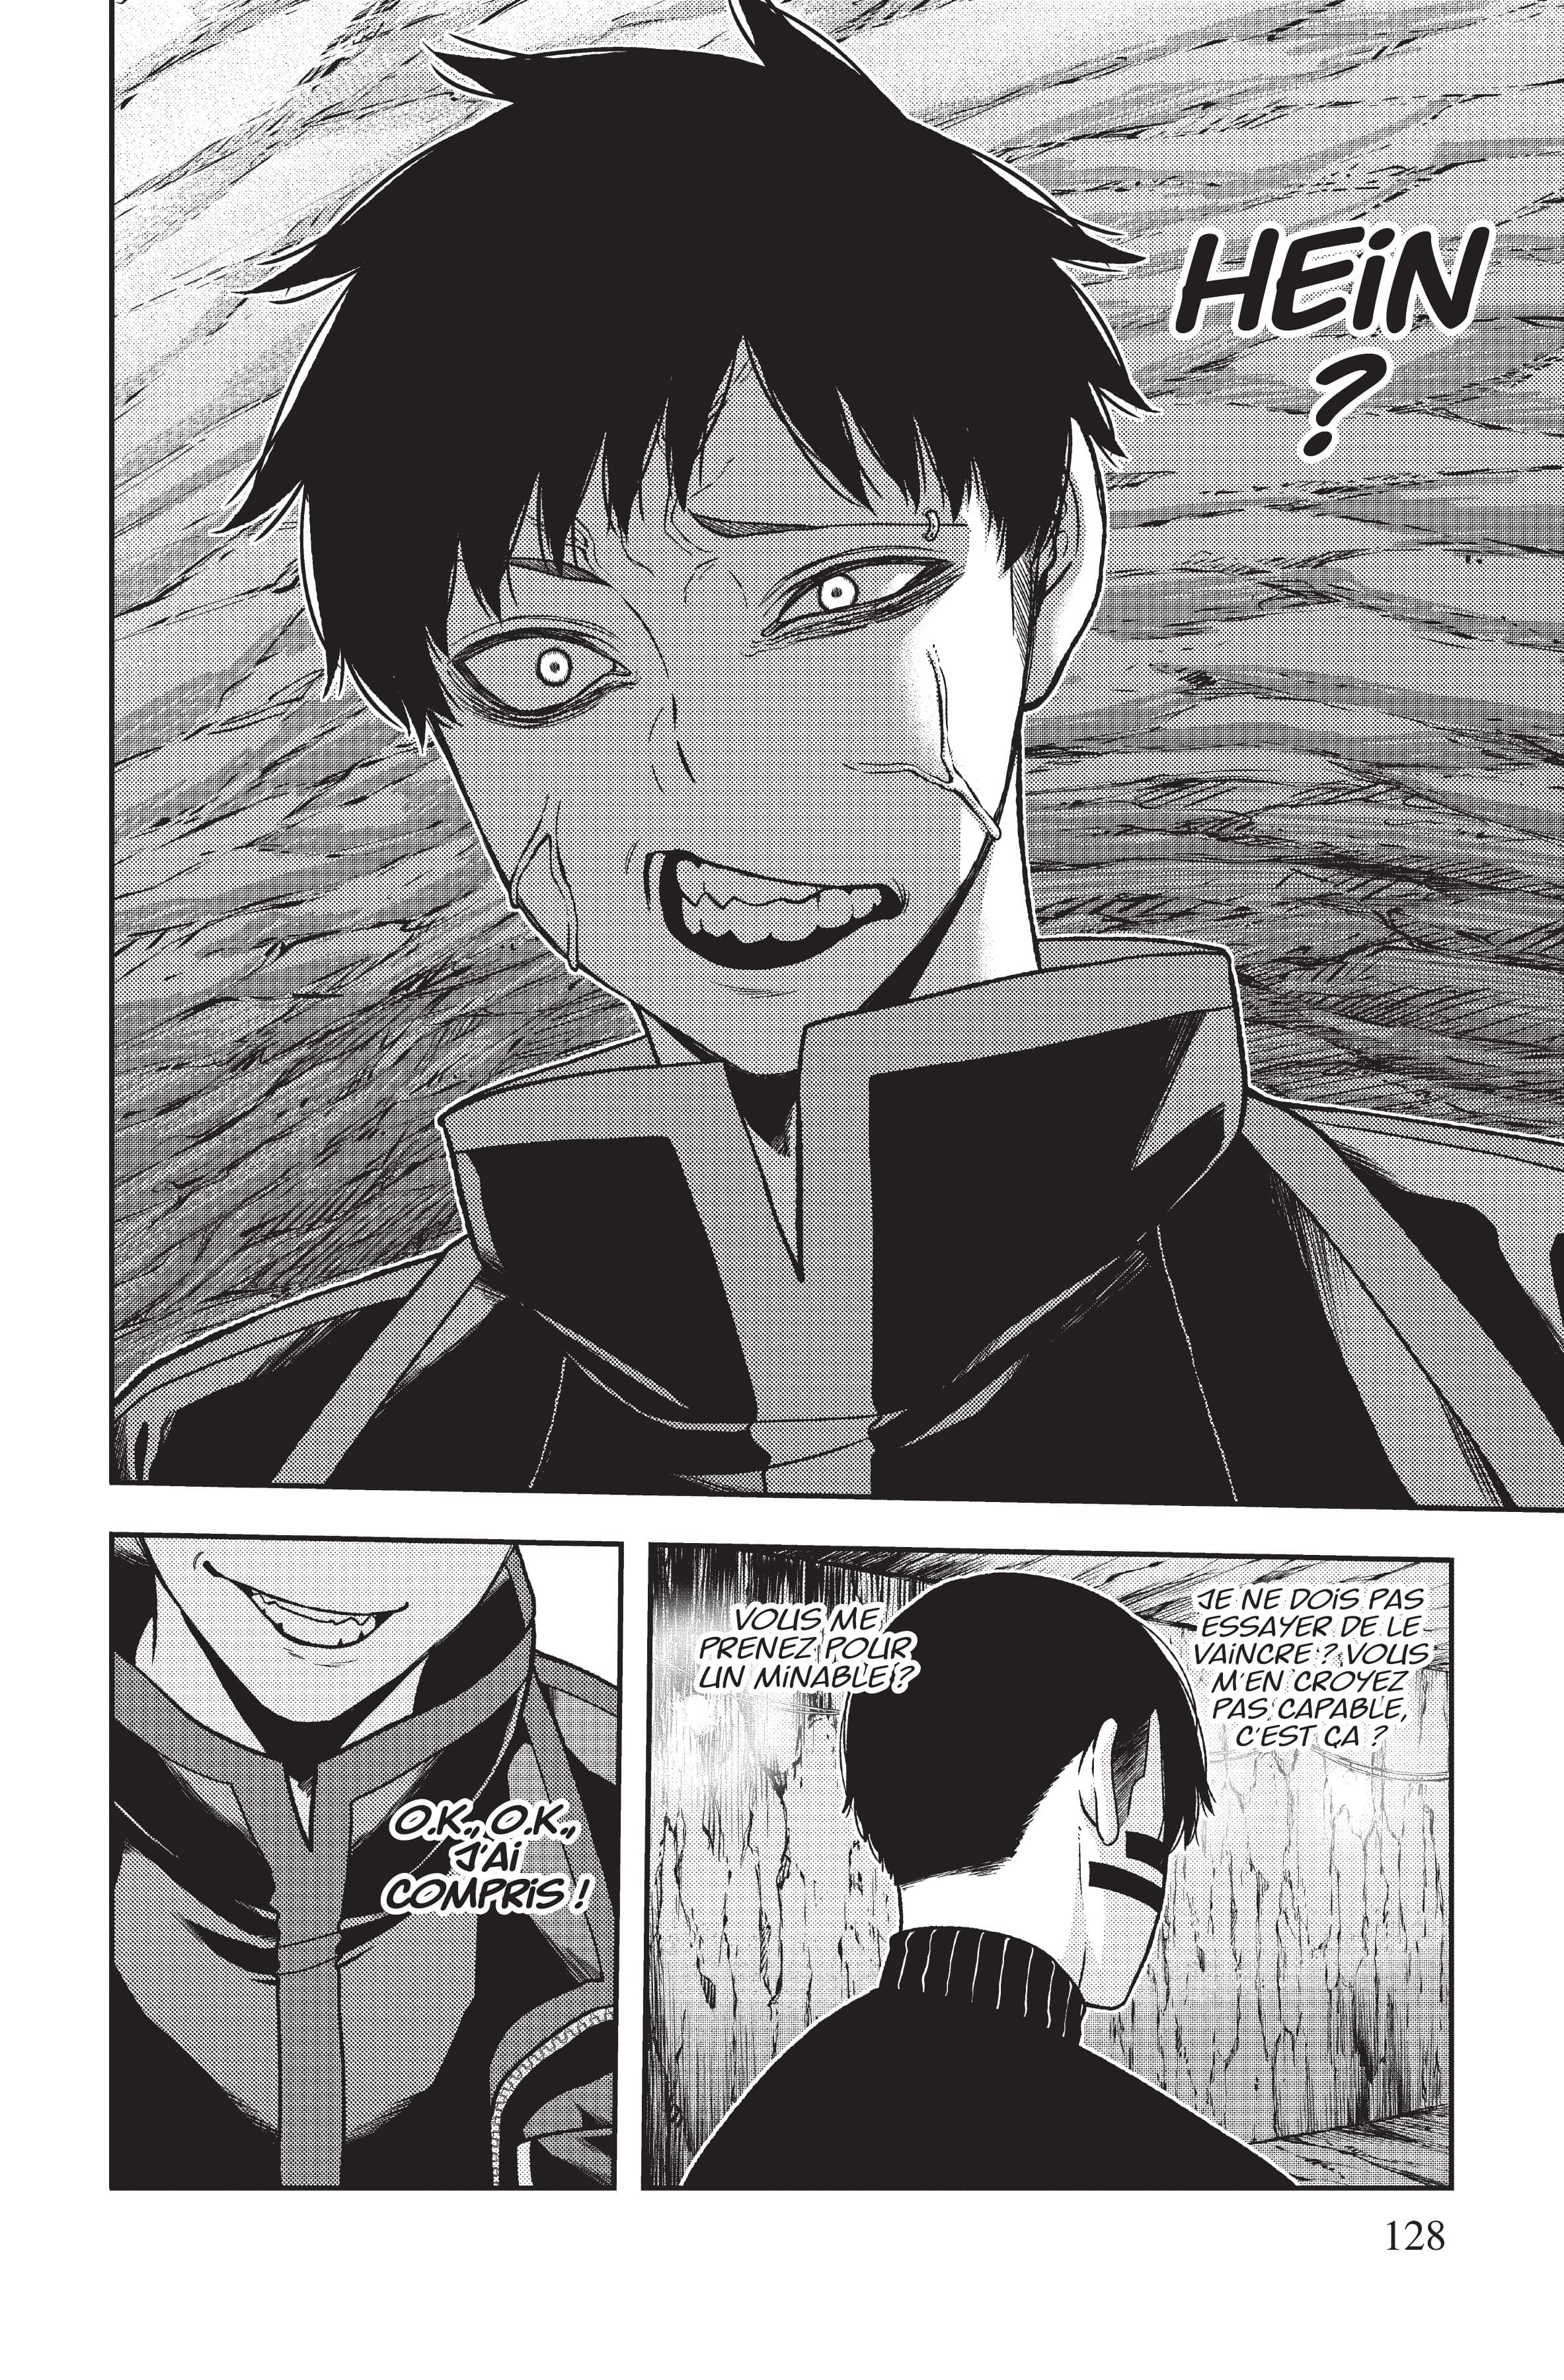 HEIN
?
JE NE DOIS PAS
ESSAYER DE LE
VAINCRE ? VOUS
M'EN CROYEZ
PAS CAPABLE,
C'EST ÇA ?
VOUS ME
PRENEZ POUR
UN MINABLE ?
O.K., O.K.,
J'AI
COMPRIS !
128